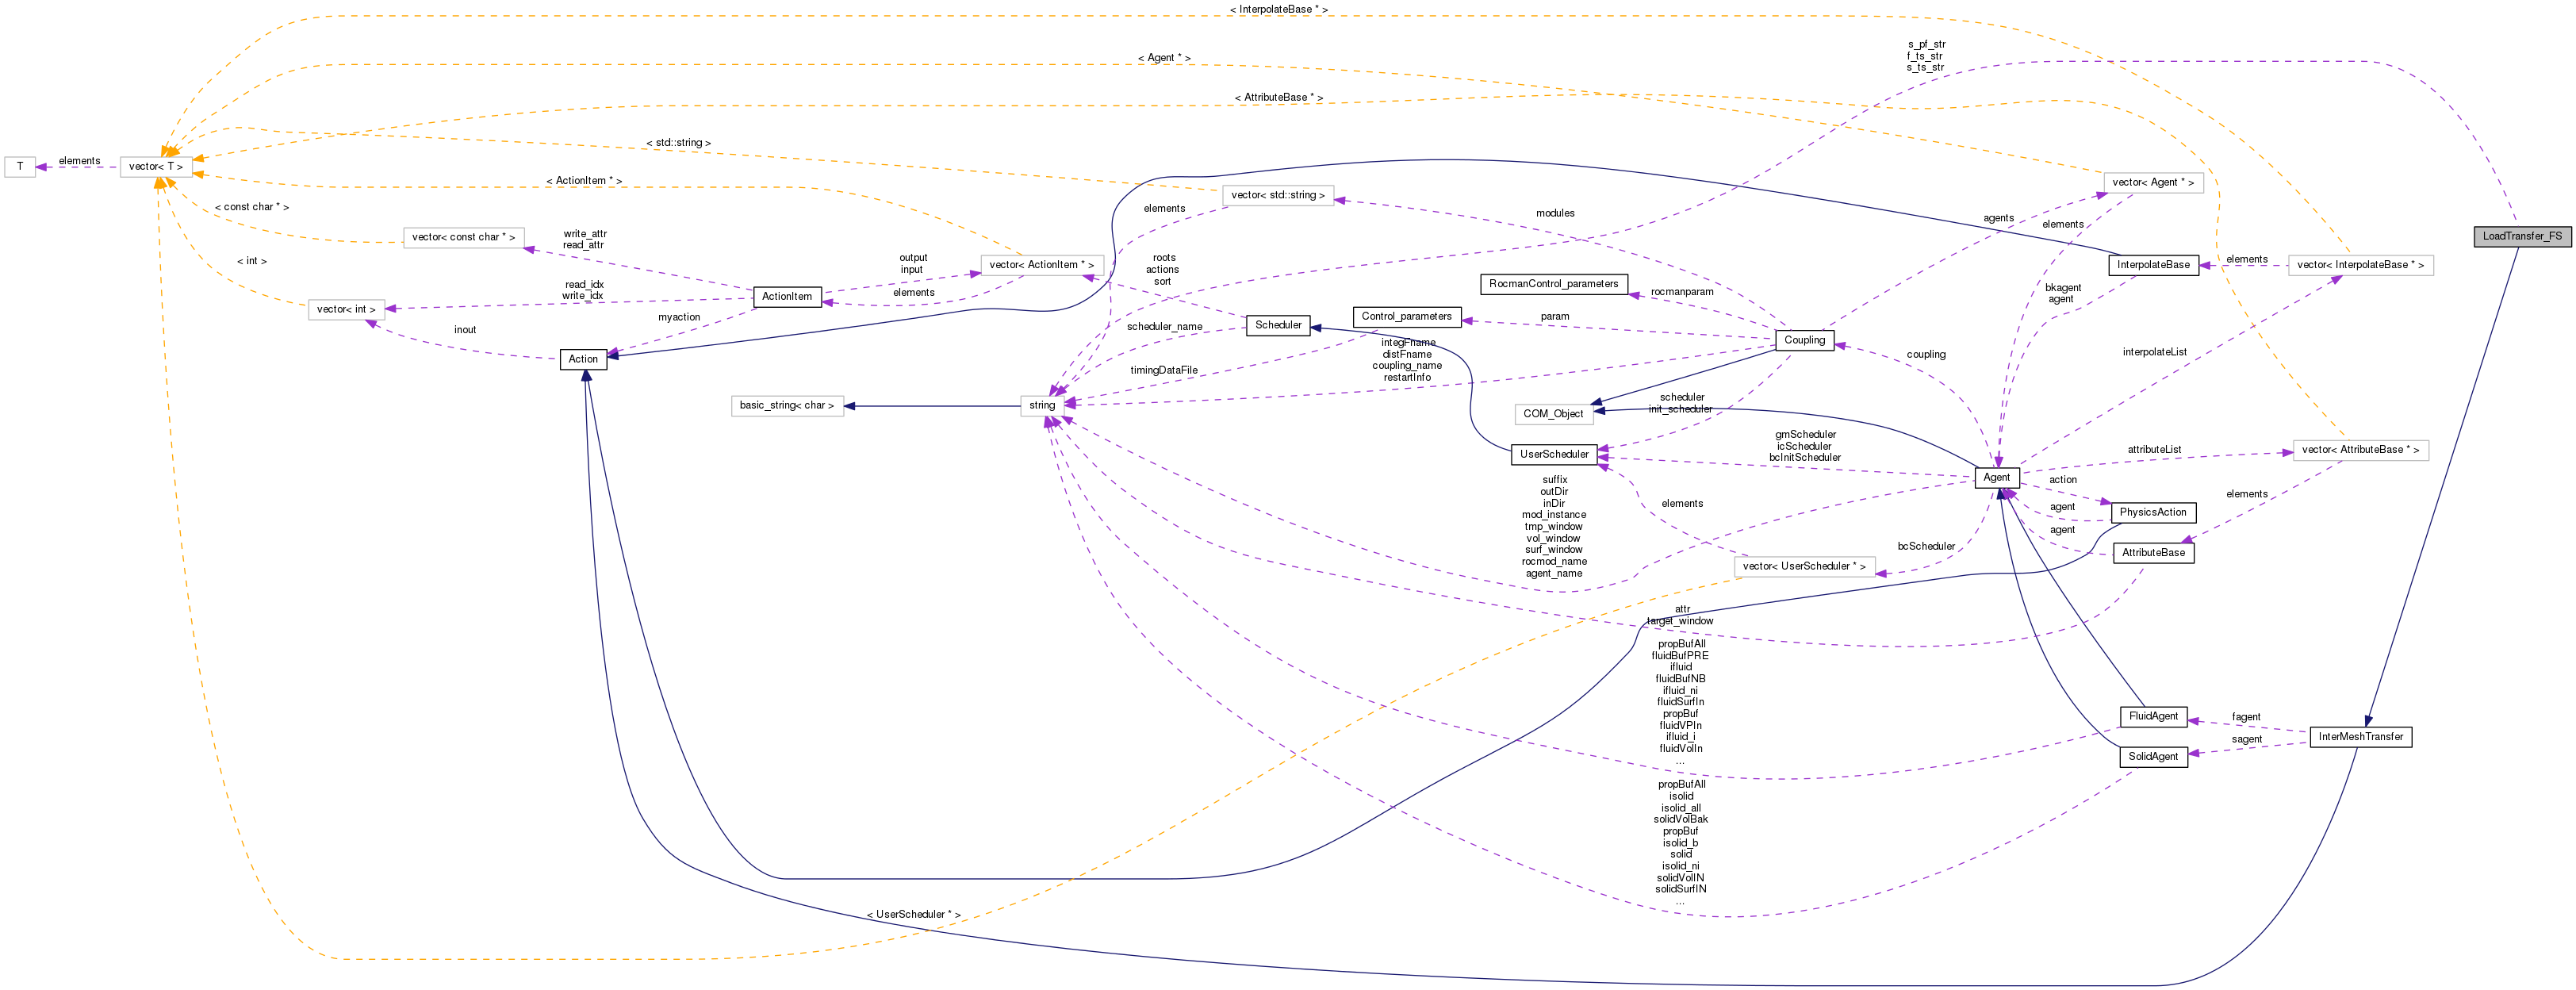 < InterpolateBase * >
s_pf_str
f_ts_str
s_ts_str
< Agent * >
< AttributeBase * >
< std::string >
T
elements
vector< T >
< ActionItem * >
vector< std::string >
elements
modules
vector< Agent * >
agents
elements
LoadTransfer_FS
< const char * >
vector< const char * >
write_attr
read_attr
< int >
output
input
vector< ActionItem * >
roots
actions
sort
InterpolateBase
elements
vector< InterpolateBase * >
RocmanControl_parameters
rocmanparam
bkagent
agent
read_idx
write_idx
ActionItem
elements
vector< int >
myaction
inout
scheduler_name
Scheduler
Control_parameters
param
Coupling
coupling
interpolateList
Action
timingDataFile
integFname
distFname
coupling_name
restartInfo
basic_string< char >
string
COM_Object
scheduler
init_scheduler
UserScheduler
gmScheduler
icScheduler
bcInitScheduler
attributeList
vector< AttributeBase * >
Agent
action
elements
suffix
outDir
inDir
mod_instance
tmp_window
vol_window
surf_window
rocmod_name
agent_name
elements
agent
PhysicsAction
agent
AttributeBase
bcScheduler
vector< UserScheduler * >
attr
target_window
propBufAll
fluidBufPRE
ifluid
fluidBufNB
ifluid_ni
fluidSurfIn
propBuf
fluidVPIn
ifluid_i
fluidVolIn
...
FluidAgent
fagent
InterMeshTransfer
sagent
SolidAgent
propBufAll
isolid
isolid_all
solidVolBak
propBuf
isolid_b
solid
isolid_ni
solidVolIN
solidSurfIN
...
< UserScheduler * >